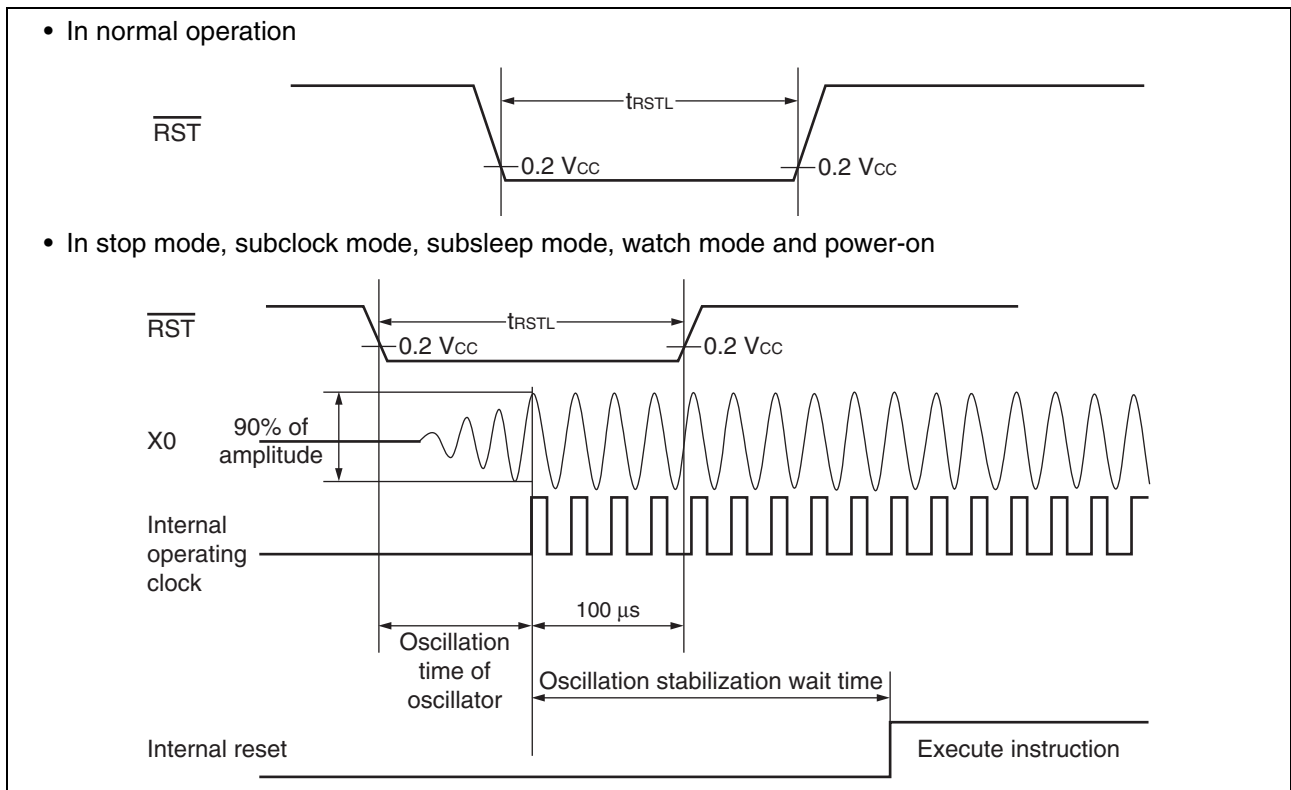 • In normal operation
tRSTL
RST
0.2 VCC
0.2 VCC
• In stop mode, subclock mode, subsleep mode, watch mode and power-on
RST
tRSTL
0.2 VCC
0.2 VCC
X0
90% of
amplitude
Internal
operating
clock
100 μs
Oscillation
time of
oscillator
Oscillation stabilization wait time
Internal reset
Execute instruction